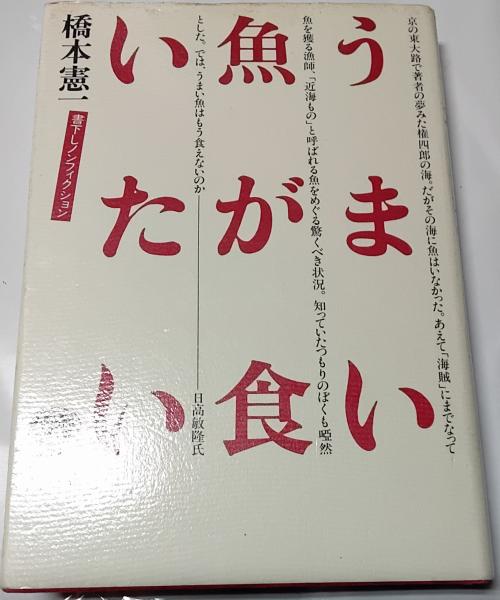 うまい
魚が食
いたい
京の東大路で著者の夢みた権四郎の海。だがその海に魚はいなかった。あえて「海賊」にまでなって
魚を獲る漁師、「近海もの」と呼ばれる魚をめぐる驚くべき状況。知っていたつもりのぼくも啞然
とした。では、うまい魚はもう食えないのか――日高敏隆氏
橋本憲一
書下しノンフィクション